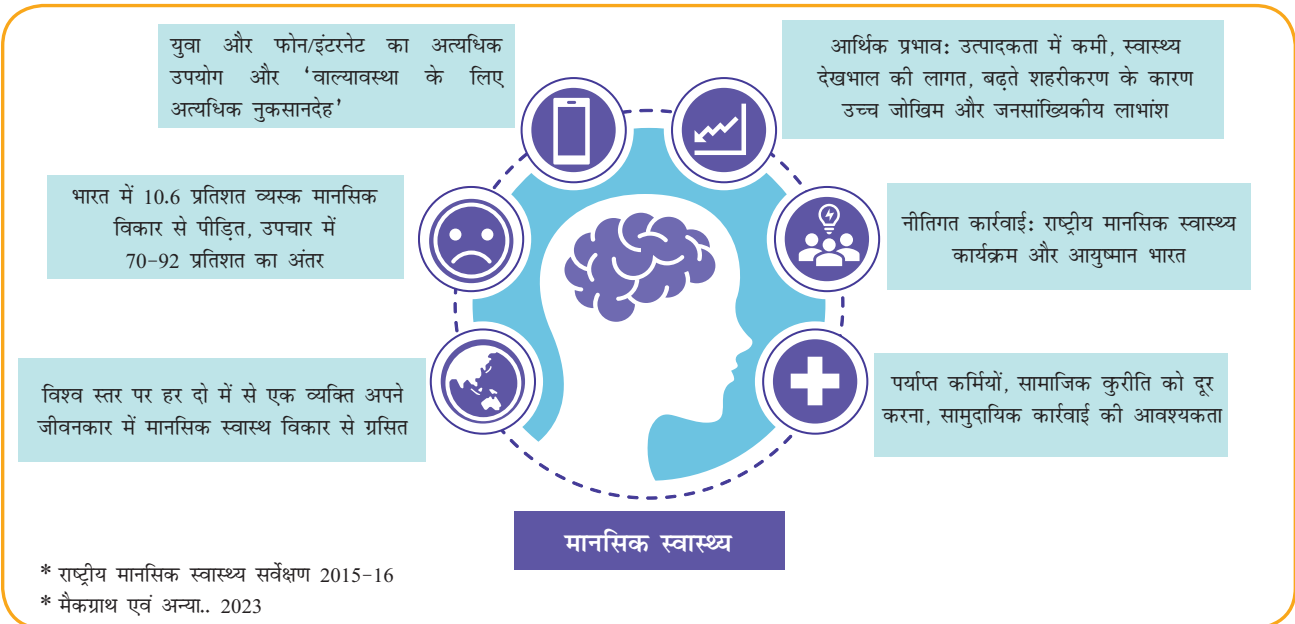 युवा और फोन/इंटरनेट का अत्यधिक
उपयोग और ‘वाल्यावस्था के लिए
अत्यधिक नुकसानदेह’
आर्थिक प्रभाव: उत्पादकता में कमी, स्वास्थ्य
देखभाल की लागत, बढ़ते शहरीकरण के कारण
उच्च जोखिम और जनसांख्यिकीय लाभांश
भारत में 10.6 प्रतिशत व्यस्क मानसिक
विकार से पीड़ित, उपचार में
70-92 प्रतिशत का अंतर
नीतिगत कार्रवाई: राष्ट्रीय मानसिक स्वास्थ्य
कार्यक्रम और आयुष्मान भारत
विश्व स्तर पर हर दो में से एक व्यक्ति अपने
जीवनकार में मानसिक स्वास्थ विकार से ग्रसित
पर्याप्त कर्मियों, सामाजिक कुरीति को दूर
करना, सामुदायिक कार्रवाई की आवश्यकता
मानसिक स्वास्थ्य
* राष्ट्रीय मानसिक स्वास्थ्य सर्वेक्षण 2015-16
* मैकग्राथ एवं अन्या.. 2023